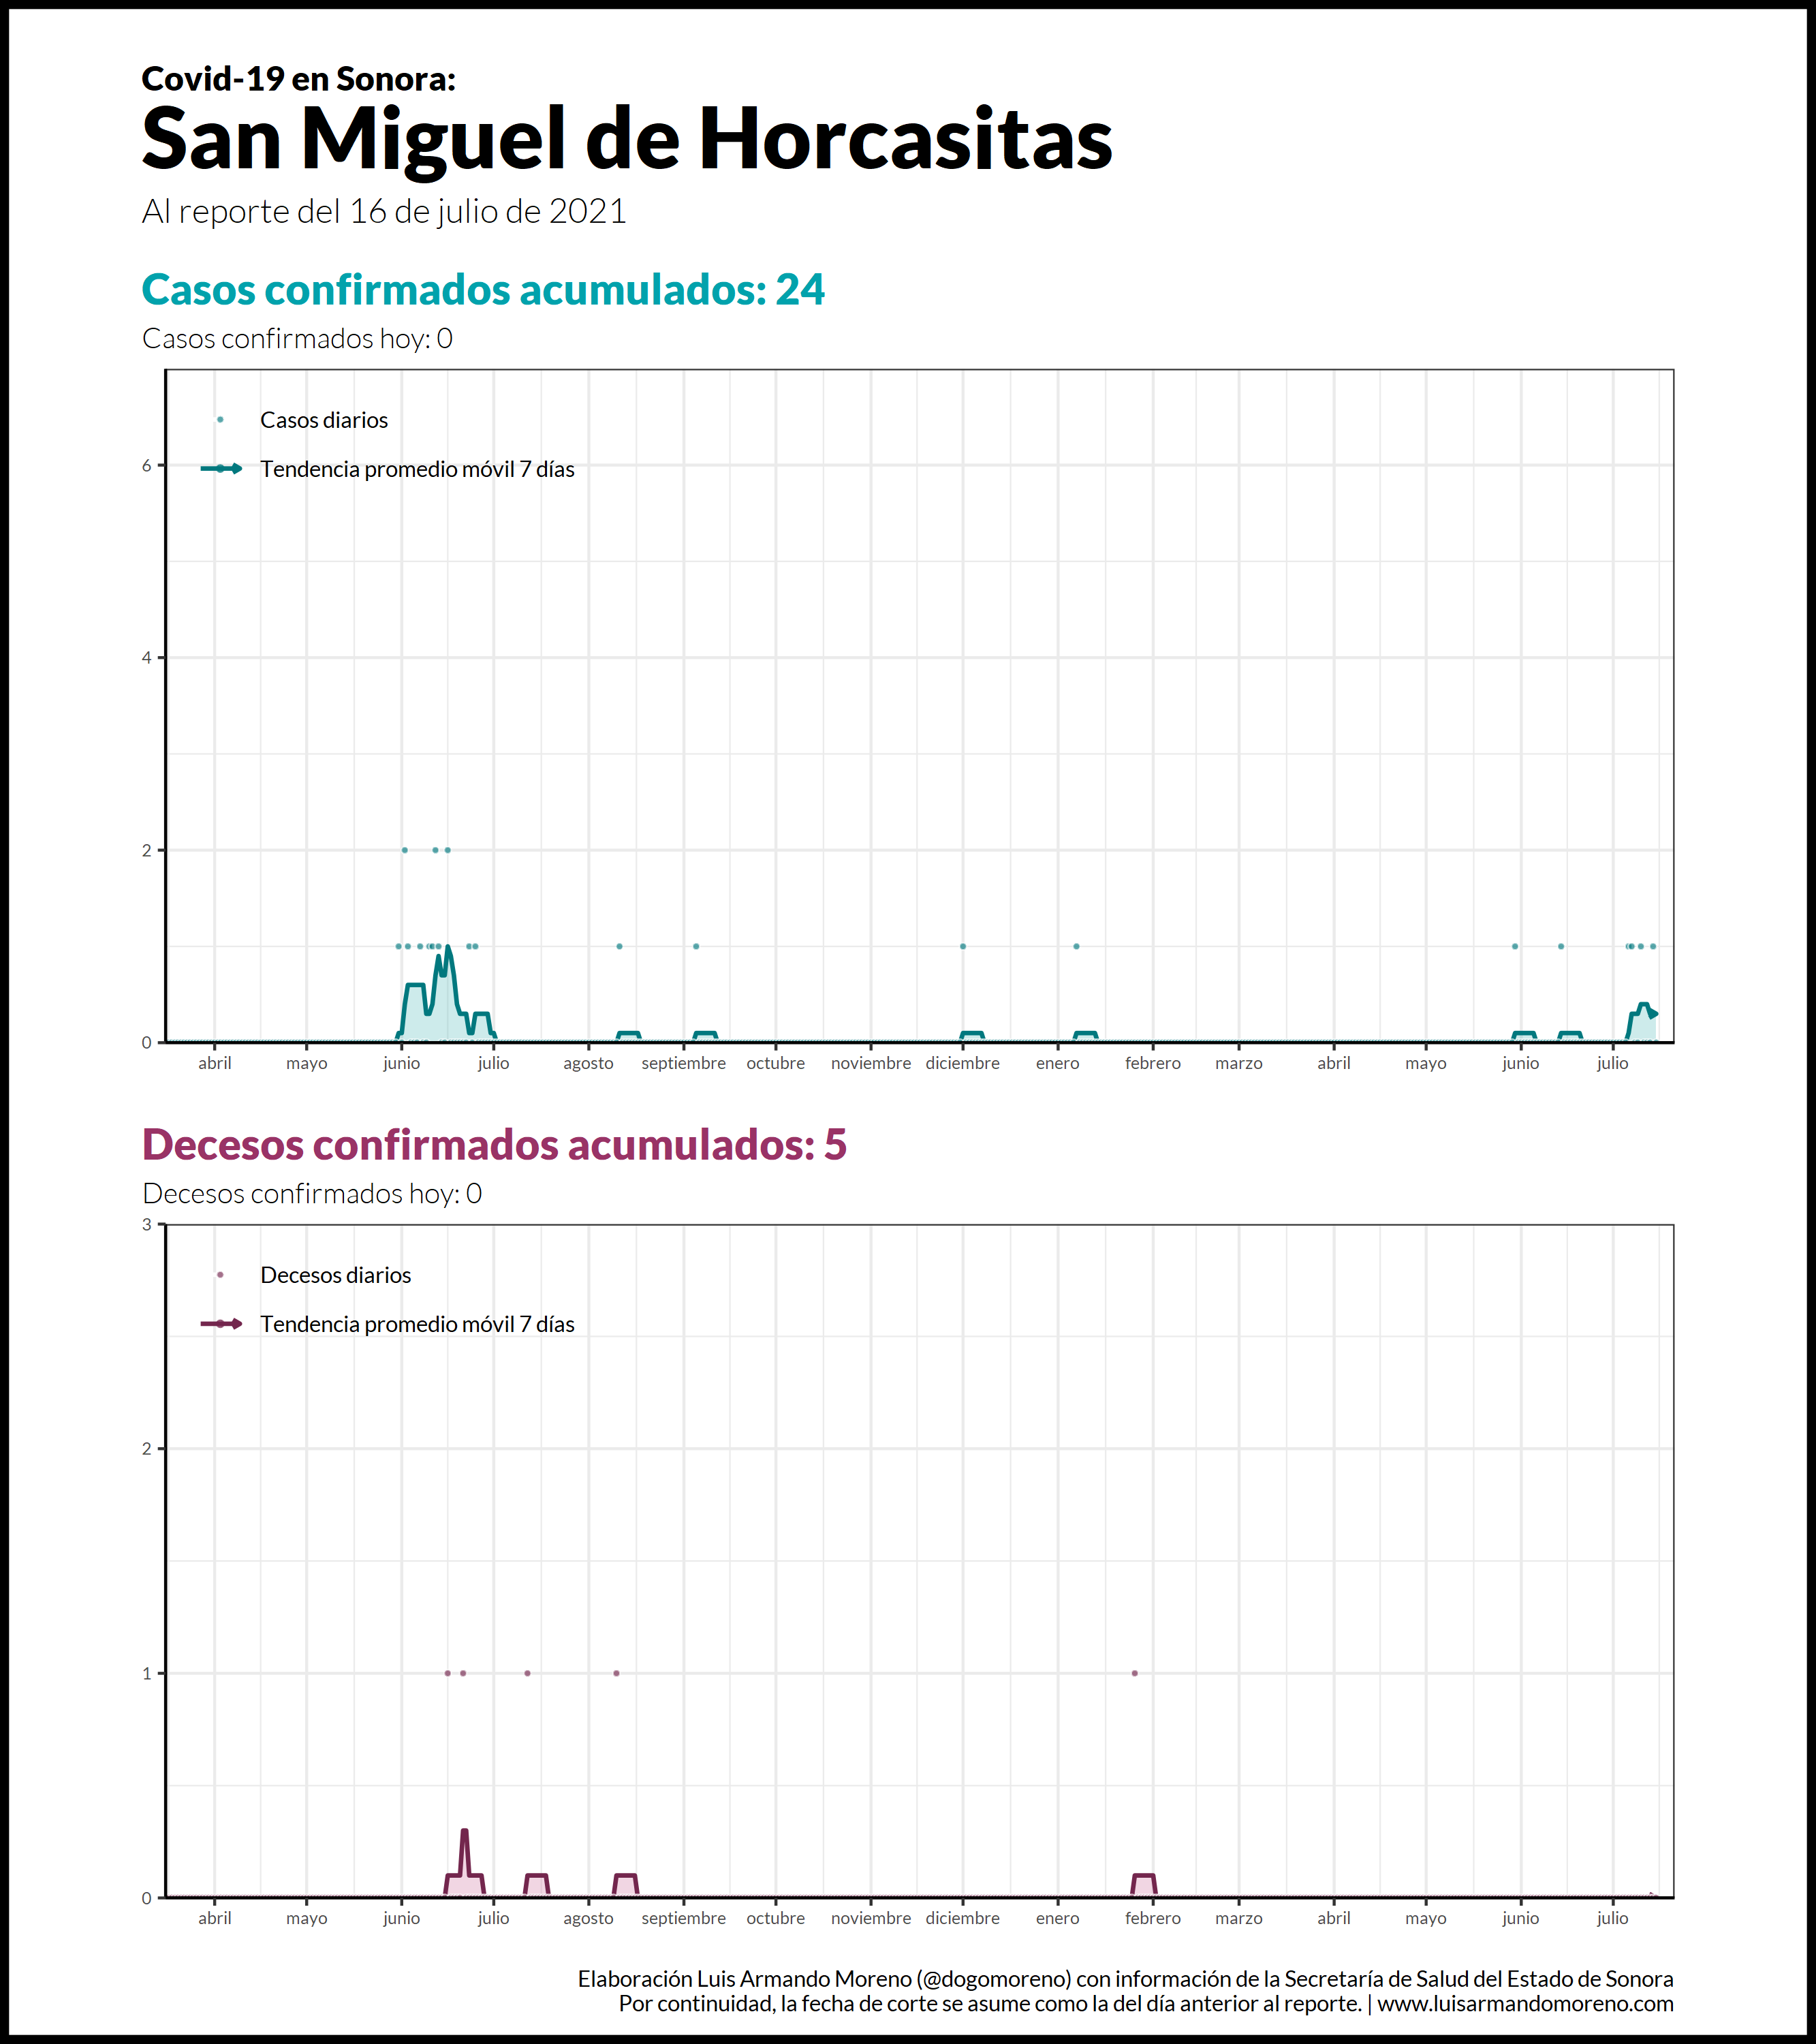 Covid-19 en Sonora:
San Miguel de Horcasitas
Al reporte del 16 de julio de 2021
Casos confirmados acumulados: 24
Casos confirmados hoy: 0
Casos diarios
Tendencia promedio móvil 7 días
6
4
2
0
abril mayo junio julio agosto septiembre octubre noviembre diciembre enero febrero marzo abril mayo junio julio
Decesos confirmados acumulados: 5
Decesos confirmados hoy: 0
3
Decesos diarios
Tendencia promedio móvil 7 días
2
1
0
abril mayo junio julio agosto septiembre octubre noviembre diciembre enero febrero marzo abril mayo junio julio
Elaboración Luis Armando Moreno (@dogomoreno) con información de la Secretaría de Salud del Estado de Sonora
Por continuidad, la fecha de corte se asume como la del día anterior al reporte. | www.luisarmandomoreno.com